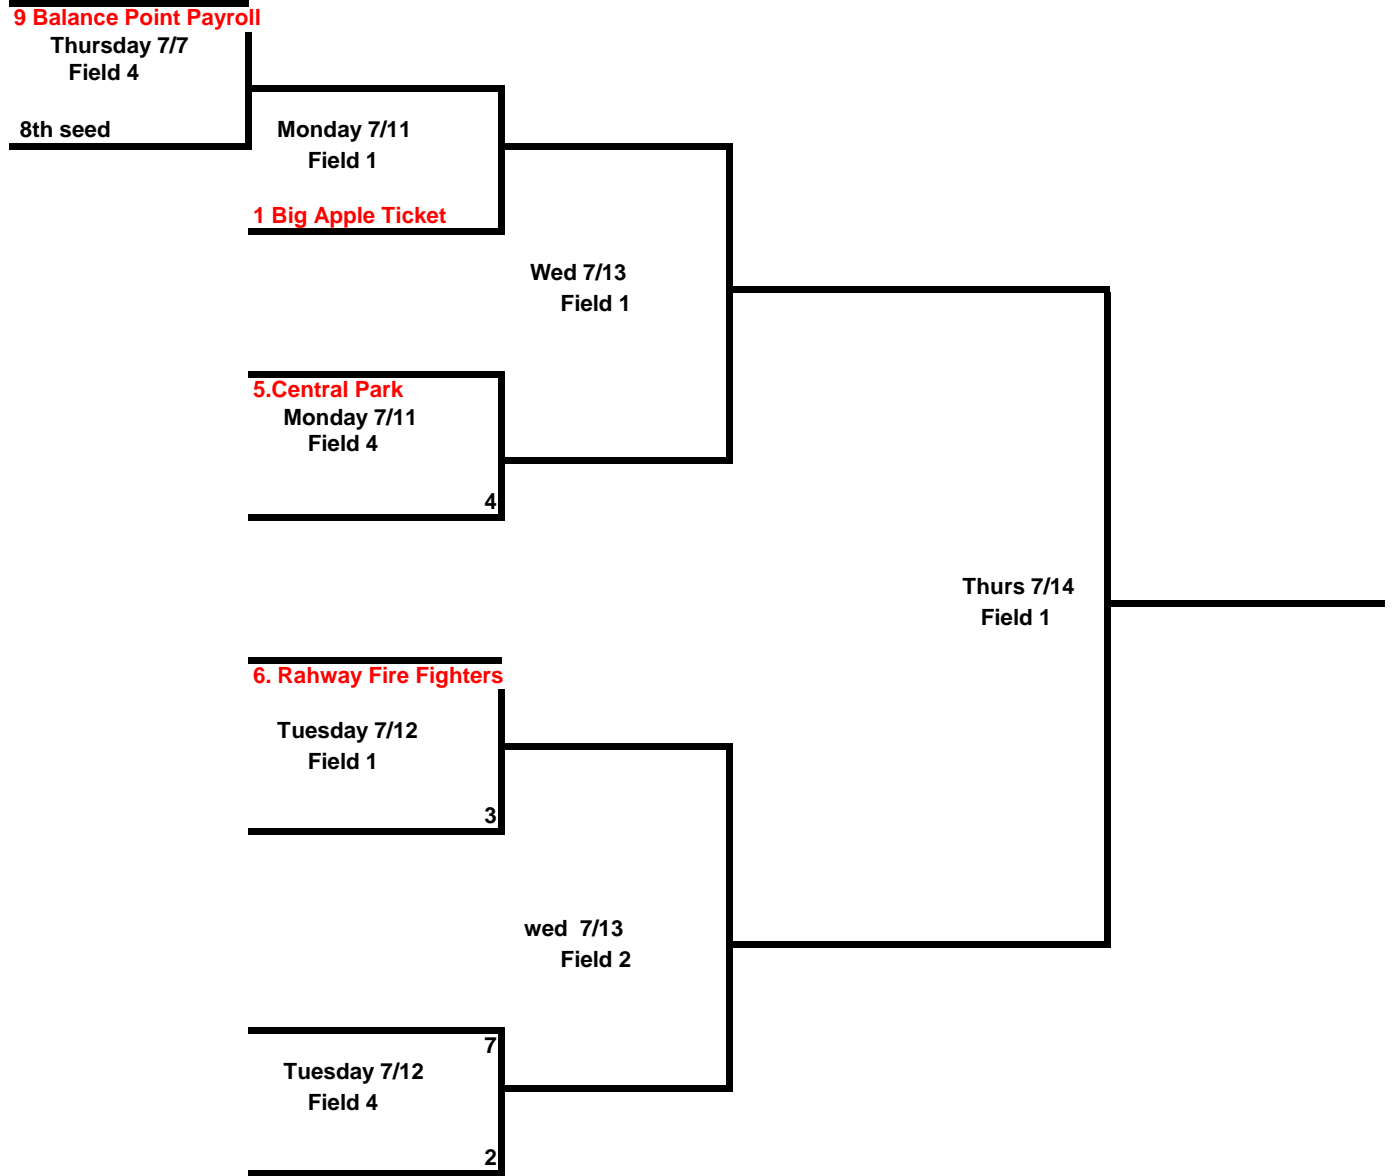 9 Balance Point Payroll
Thursday 7/7
Field 4
8th seed
Monday 7/11
Field 1
1 Big Apple Ticket
Wed 7/13
Field 1
5.Central Park
Monday 7/11
Field 4
4
Thurs 7/14
Field 1
6. Rahway Fire Fighters
Tuesday 7/12
Field 1
3
wed  7/13
Field 2
7
Tuesday 7/12
Field 4
2